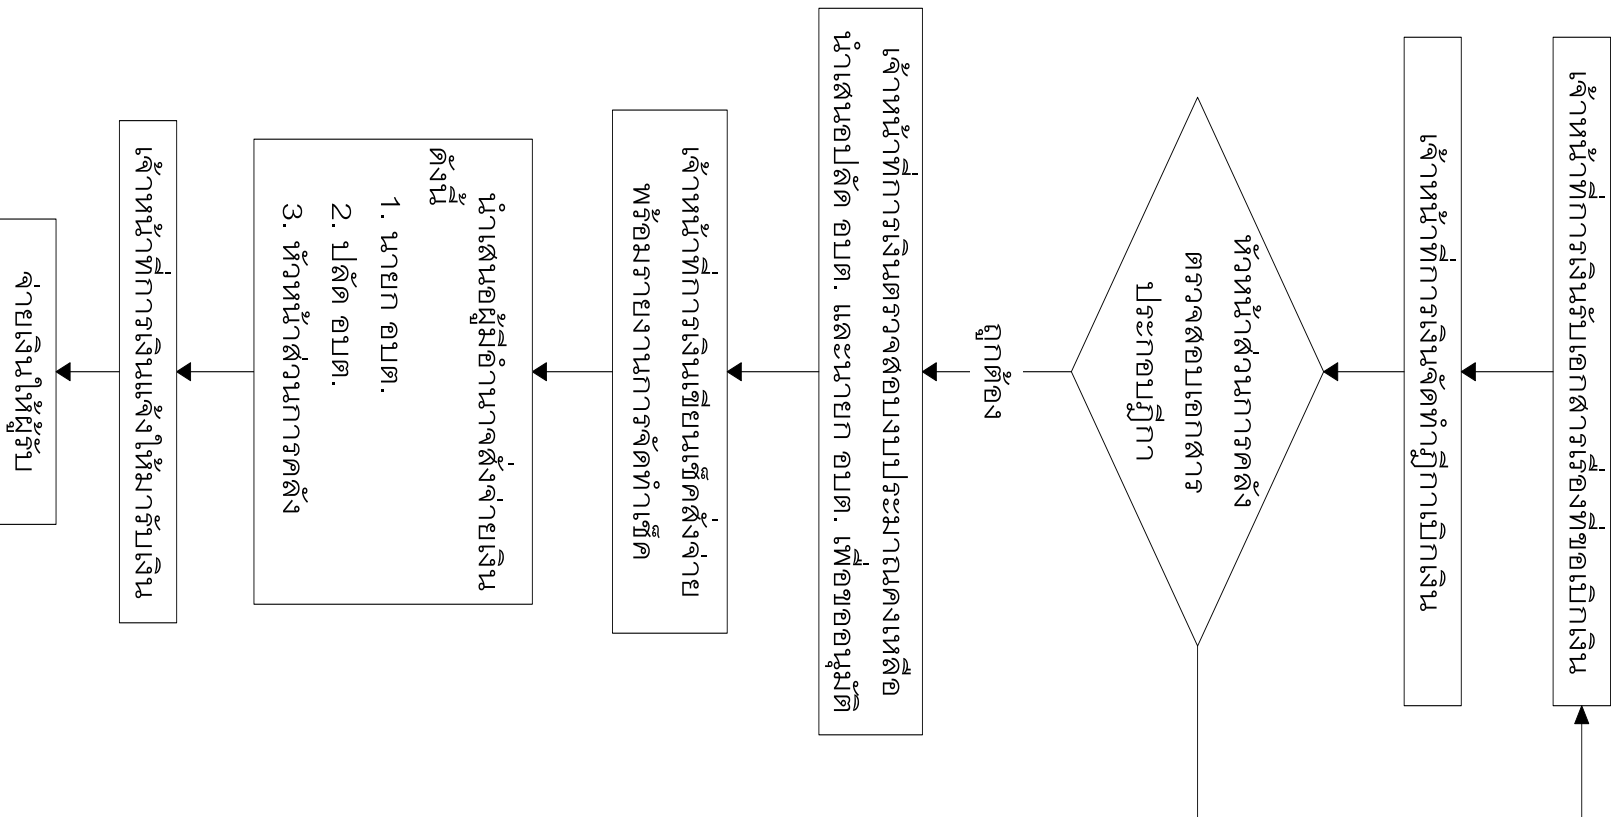 เจ้าหน้าที่การเงินรับเอกสารเรื่องที่ขอเบิกเงิน
เจ้าหน้าที่การเงินจัดทำฎีกาเบิกเงิน
หัวหน้าส่วนการคลัง
ตรวจสอบเอกสาร
ประกอบฎีกา
ถูกต้อง
เจ้าหน้าที่การเงินตรวจสอบงบประมาณคงเหลือ
นำเสนอปลัด อบต. และนายก อบต. เพื่อขออนุมัติ
เจ้าหน้าที่การเงินเขียนเช็คสั่งจ่าย
พร้อมรายงานการจัดทำเช็ค
นำเสนอผู้มีอำนาจสั่งจ่ายเงิน
ดังนี้
1. นายก อบต.
2. ปลัด อบต.
3. หัวหน้าส่วนการคลัง
เจ้าหน้าที่การเงินแจ้งให้มารับเงิน
จ่ายเงินให้ผู้รับ